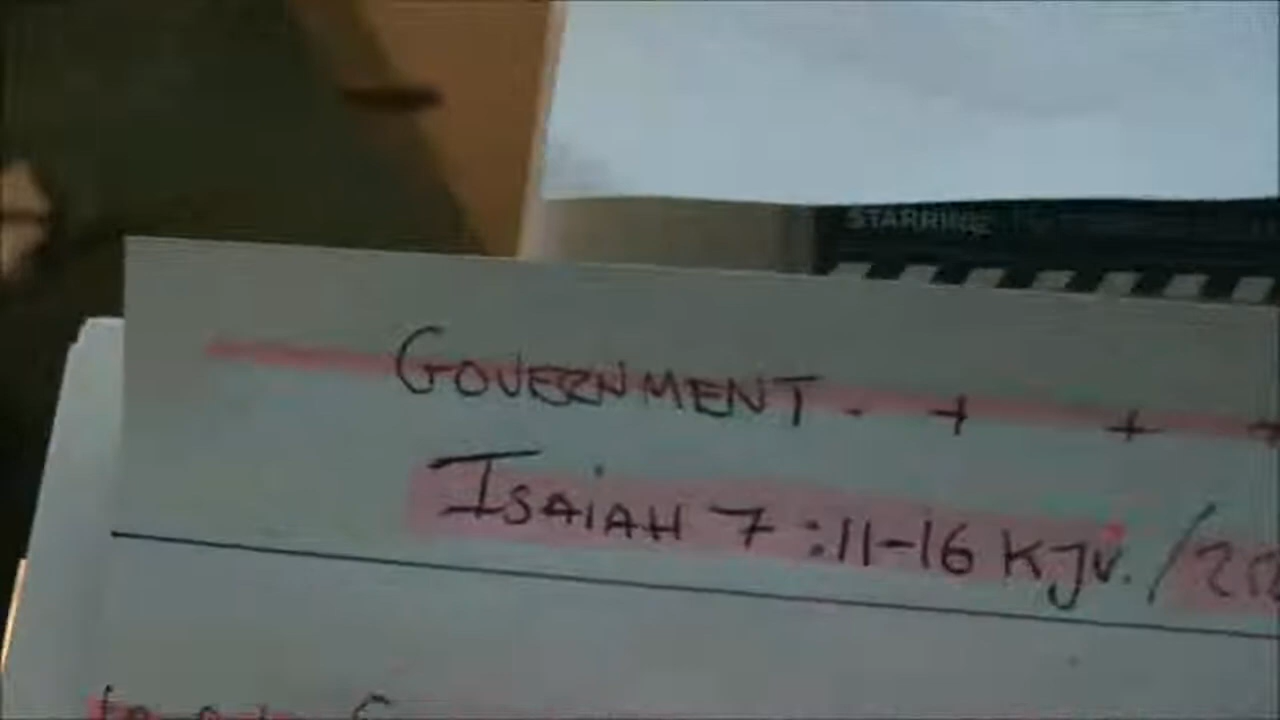 STARRING
GOVERNMENT. + + +
ISAIAH 7:11-16 KJV. /